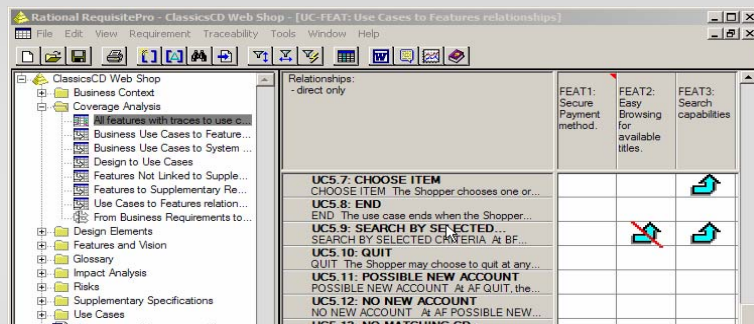 Rational RequisitePro - ClassicsCD Web Shop - [UC-FEAT: Use Cases to Features relationships]
File Edit View Requirement Traceability Tools Window Help
ClassicsCD Web Shop
Business Context
Coverage Analysis
All features with traces to use c...
Business Use Cases to Feature...
Business Use Cases to System ...
Design to Use Cases
Features Not Linked to Supple...
Features to Supplementary Re...
Use Cases to Features relation...
From Business Requirements to...
Design Elements
Features and Vision
Glossary
Impact Analysis
Risks
Supplementary Specifications
Use Cases
Relationships:
- direct only
FEAT1:
Secure
Payment
method.
FEAT2:
Easy
Browsing
for
available
titles.
FEAT3:
Search
capabilities
UC5.7: CHOOSE ITEM
CHOOSE ITEM The Shopper chooses one or...
UC5.8: END
END The use case ends when the Shopper...
UC5.9: SEARCH BY SELECTED...
SEARCH BY SELECTED CRITERIA At BF...
UC5.10: QUIT
QUIT The Shopper may choose to quit at any...
UC5.11: POSSIBLE NEW ACCOUNT
POSSIBLE NEW ACCOUNT At AF QUIT, the...
UC5.12: NO NEW ACCOUNT
NO NEW ACCOUNT At AF POSSIBLE NEW...
UC5.13: NO MATCHING CD